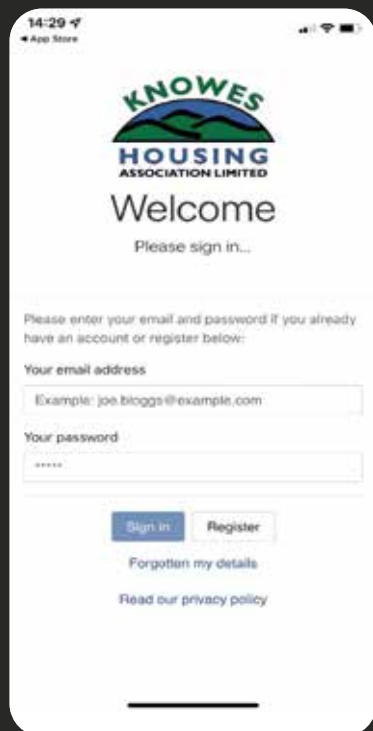 14:29
App Store
KNOWES
HOUSING
ASSOCIATION LIMITED
Welcome
Please sign in...
Please enter your email and password if you already
have an account or register below:
Your email address
Example: joe.bloggs@example.com
Your password
*****
Sign in
Register
Forgotten my details
Read our privacy policy